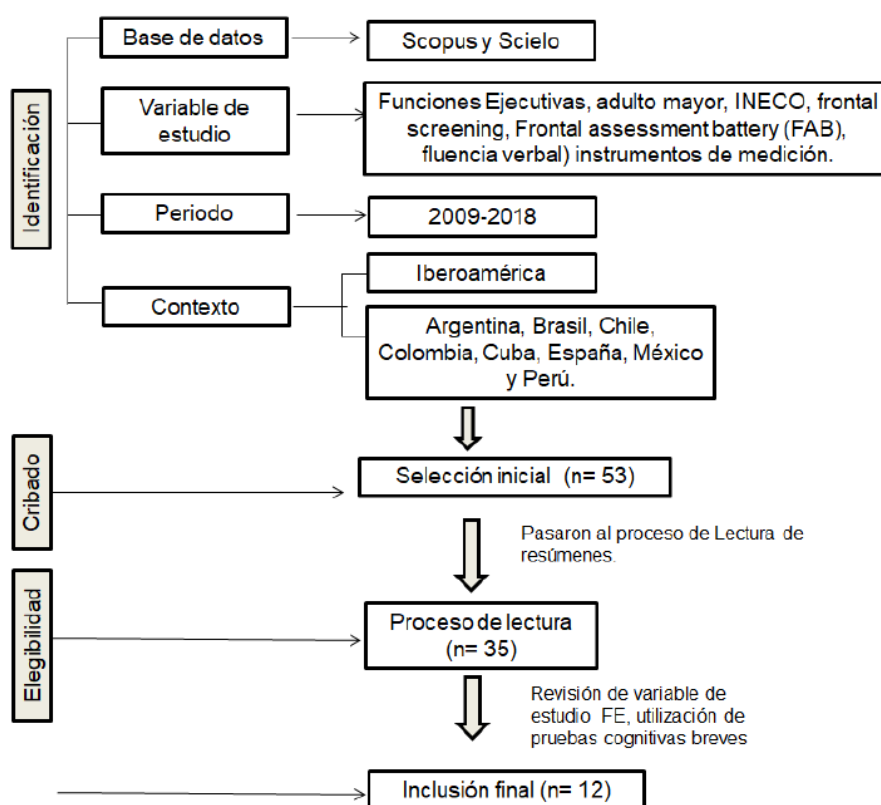 Identificación
Base de datos
Scopus y Scielo
Variable de
estudio
Funciones Ejecutivas, adulto mayor, INECO, frontal
screening, Frontal assessment battery (FAB),
fluencia verbal) instrumentos de medición.
Periodo
2009-2018
Contexto
Iberoamérica
Argentina, Brasil, Chile,
Colombia, Cuba, España, México
y Perú.
Cribado
Selección inicial (n= 53)
Pasaron al proceso de Lectura de
resúmenes.
Elegibilidad
Proceso de lectura
(n= 35)
Revisión de variable de
estudio FE, utilización de
pruebas cognitivas breves
Inclusión final (n= 12)